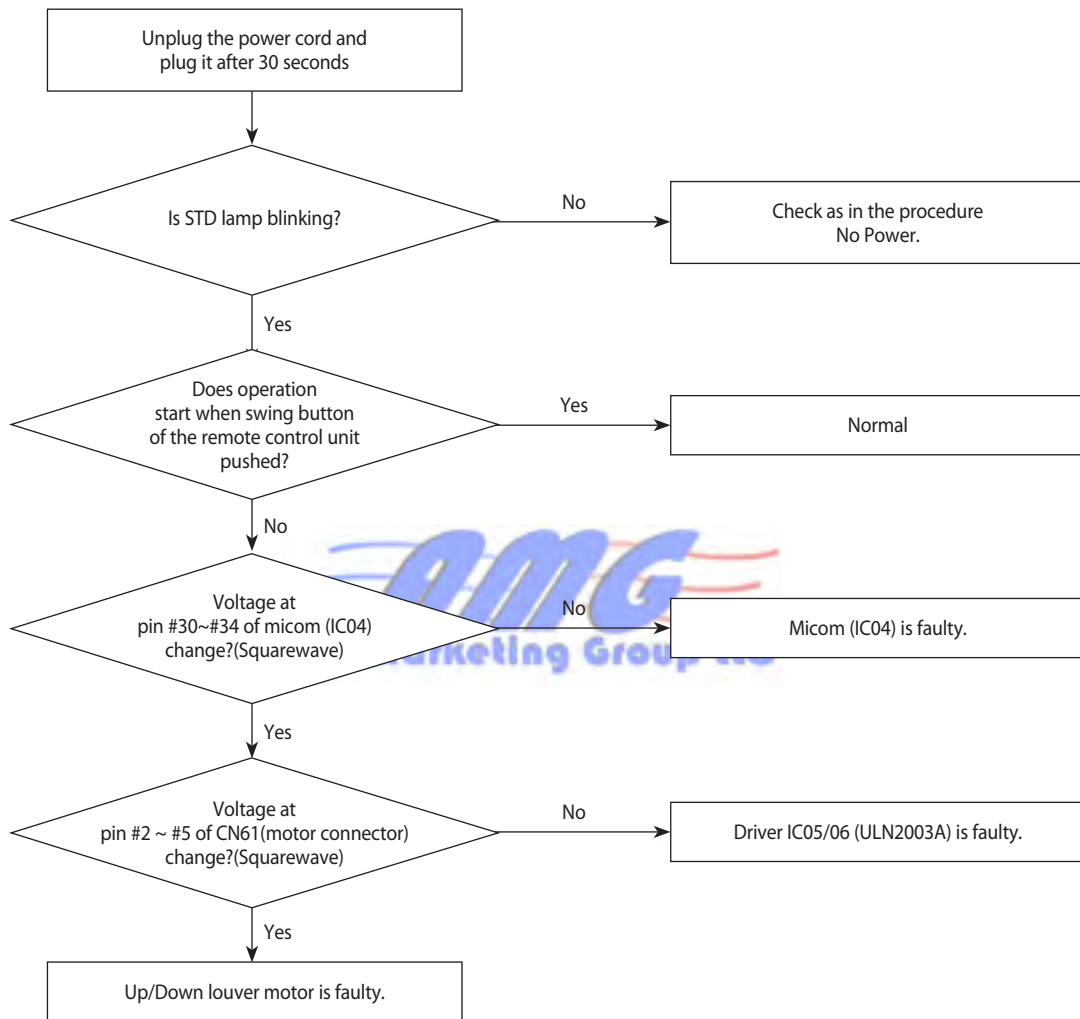 Unplug the power cord and
plug it after 30 seconds
Is STD lamp blinking?
No
Check as in the procedure
No Power.
Yes
Does operation
start when swing button
of the remote control unit
pushed?
Yes
Normal
No
AMG
Marketing Group
Voltage at
pin #30~#34 of micom (IC04)
change?(Squarewave)
No
Micom (IC04) is faulty.
Yes
Voltage at
pin #2 ~ #5 of CN61(motor connector)
change?(Squarewave)
No
Driver IC05/06 (ULN2003A) is faulty.
Yes
Up/Down louver motor is faulty.